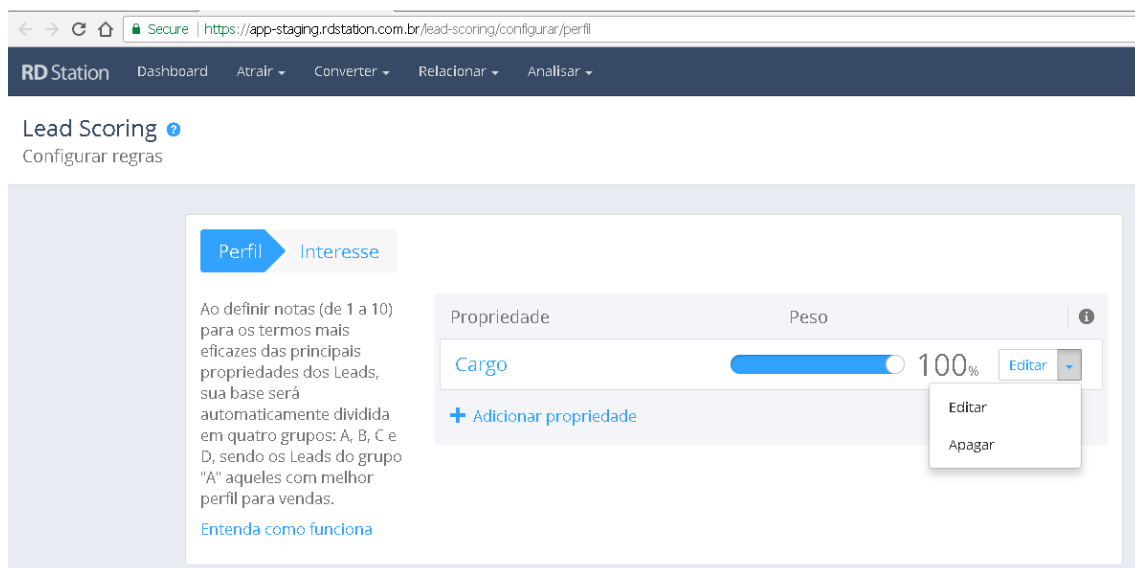 Secure | https://app-staging.rdstation.com.br/lead-scoring/configurar/perfil
RD Station Dashboard Atrair Converter Relacionar Analisar
Lead Scoring ?
Configurar regras
Perfil Interesse
Ao definir notas (de 1 a 10)
para os termos mais
eficazes das principais
propriedades dos Leads,
sua base será
automaticamente dividida
em quatro grupos: A, B, C e
D, sendo os Leads do grupo
"A" aqueles com melhor
perfil para vendas.
Entenda como funciona
Propriedade Peso
Cargo 100% Editar
+ Adicionar propriedade
Editar
Apagar